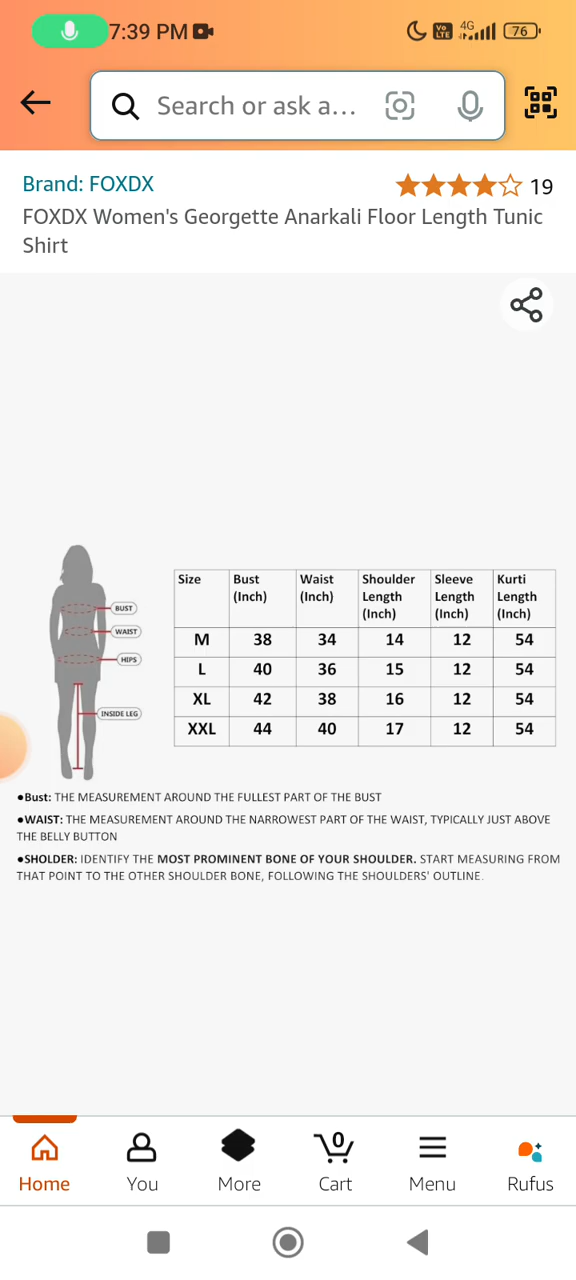 7:39 PM
Vo LTE 4G 76
Search or ask a...
Brand: FOXDX 19
FOXDX Women's Georgette Anarkali Floor Length Tunic
Shirt
BUST
WAIST
HIPS
INSIDE LEG
Size Bust (Inch) Waist (Inch) Shoulder Length (Inch) Sleeve Length (Inch) Kurti Length (Inch)
M 38 34 14 12 54
L 40 36 15 12 54
XL 42 38 16 12 54
XXL 44 40 17 12 54
●Bust: THE MEASUREMENT AROUND THE FULLEST PART OF THE BUST
●WAIST: THE MEASUREMENT AROUND THE NARROWEST PART OF THE WAIST, TYPICALLY JUST ABOVE
THE BELLY BUTTON
●SHOLDER: IDENTIFY THE MOST PROMINENT BONE OF YOUR SHOULDER. START MEASURING FROM
THAT POINT TO THE OTHER SHOULDER BONE, FOLLOWING THE SHOULDERS' OUTLINE.
0
Home You More Cart Menu Rufus